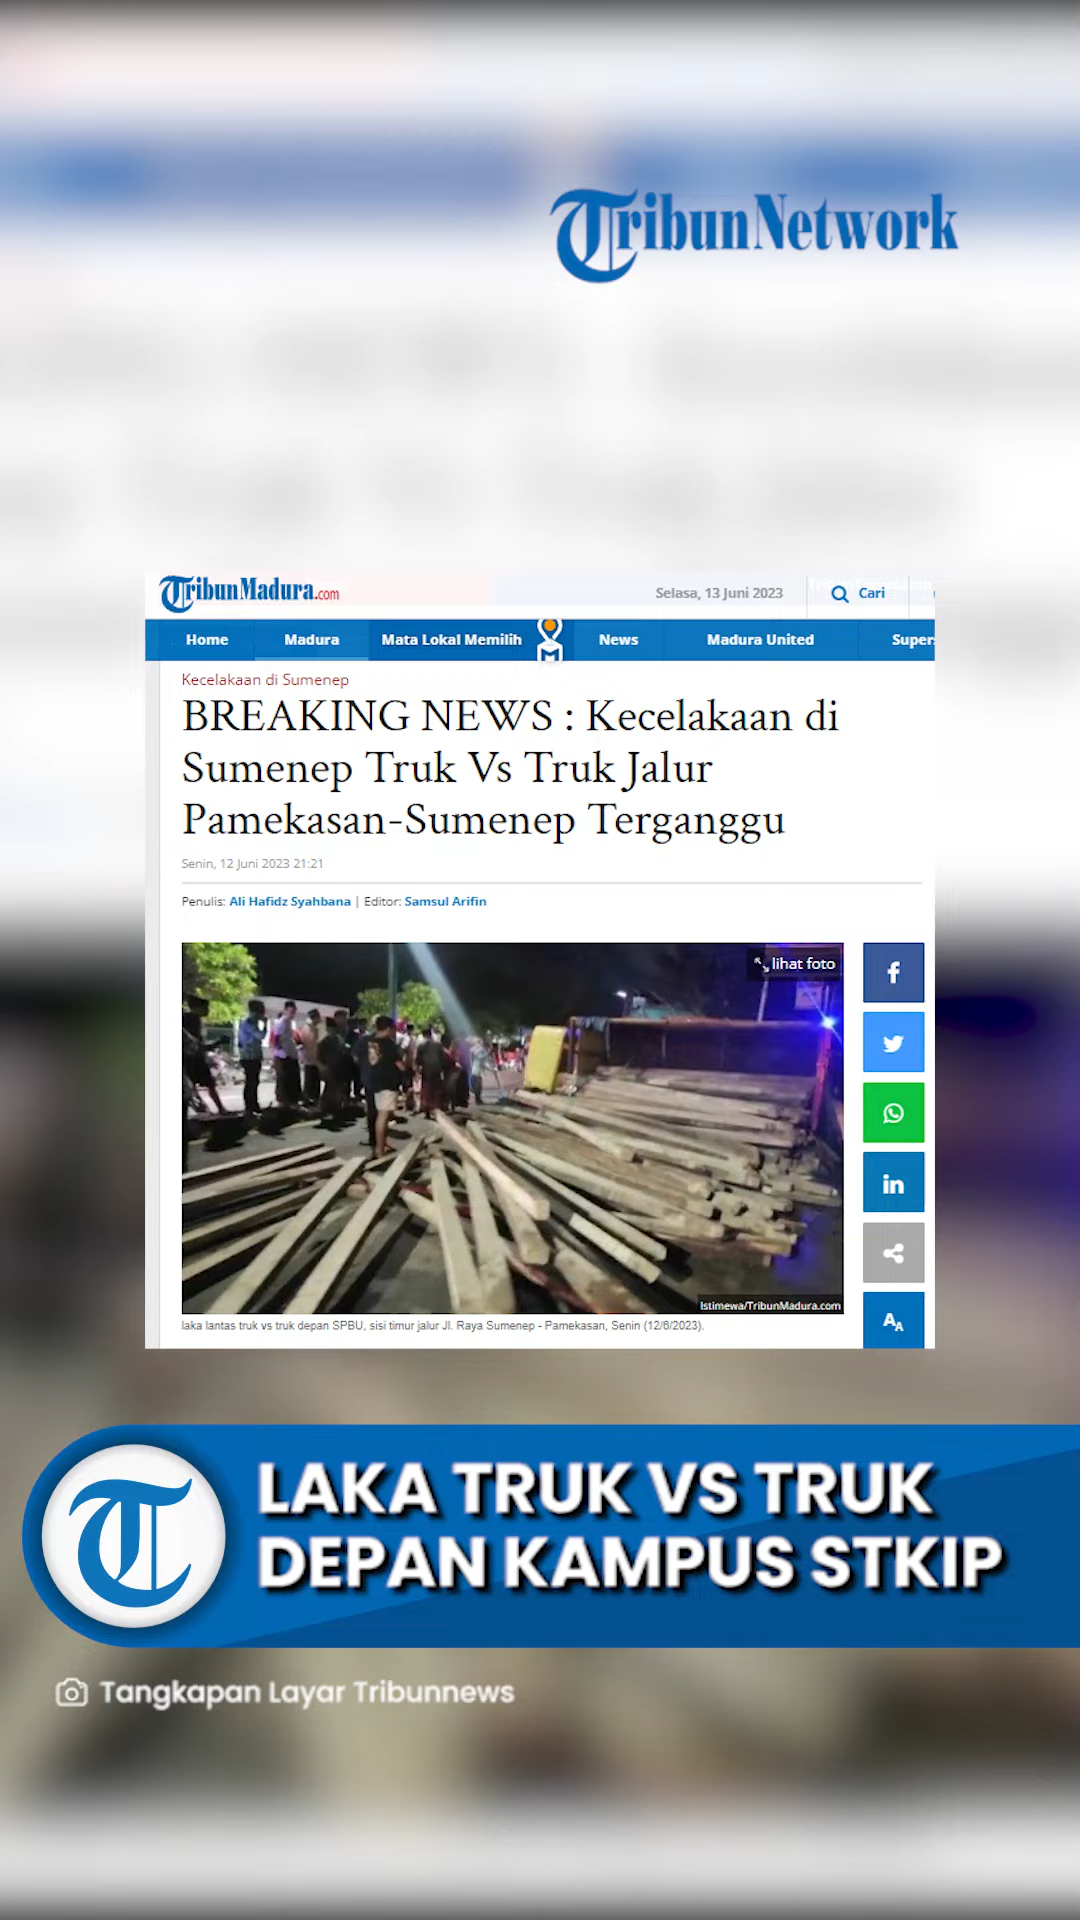 TribunNetwork
TribunMadura.com
Selasa, 13 Juni 2023
Cari
Home
Madura
Mata Lokal Memilih
News
Madura United
Supers
Kecelakaan di Sumenep
BREAKING NEWS : Kecelakaan di
Sumenep Truk Vs Truk Jalur
Pamekasan-Sumenep Terganggu
Senin, 12 Juni 2023 21:21
Penulis: Ali Hafidz Syahbana | Editor: Samsul Arifin
lihat foto
Istimewa/TribunMadura.com
laka lantas truk vs truk depan SPBU, sisi timur jalur Jl. Raya Sumenep - Pamekasan, Senin (12/6/2023).
LAKA TRUK VS TRUK
DEPAN KAMPUS STKIP
Tangkapan Layar Tribunnews